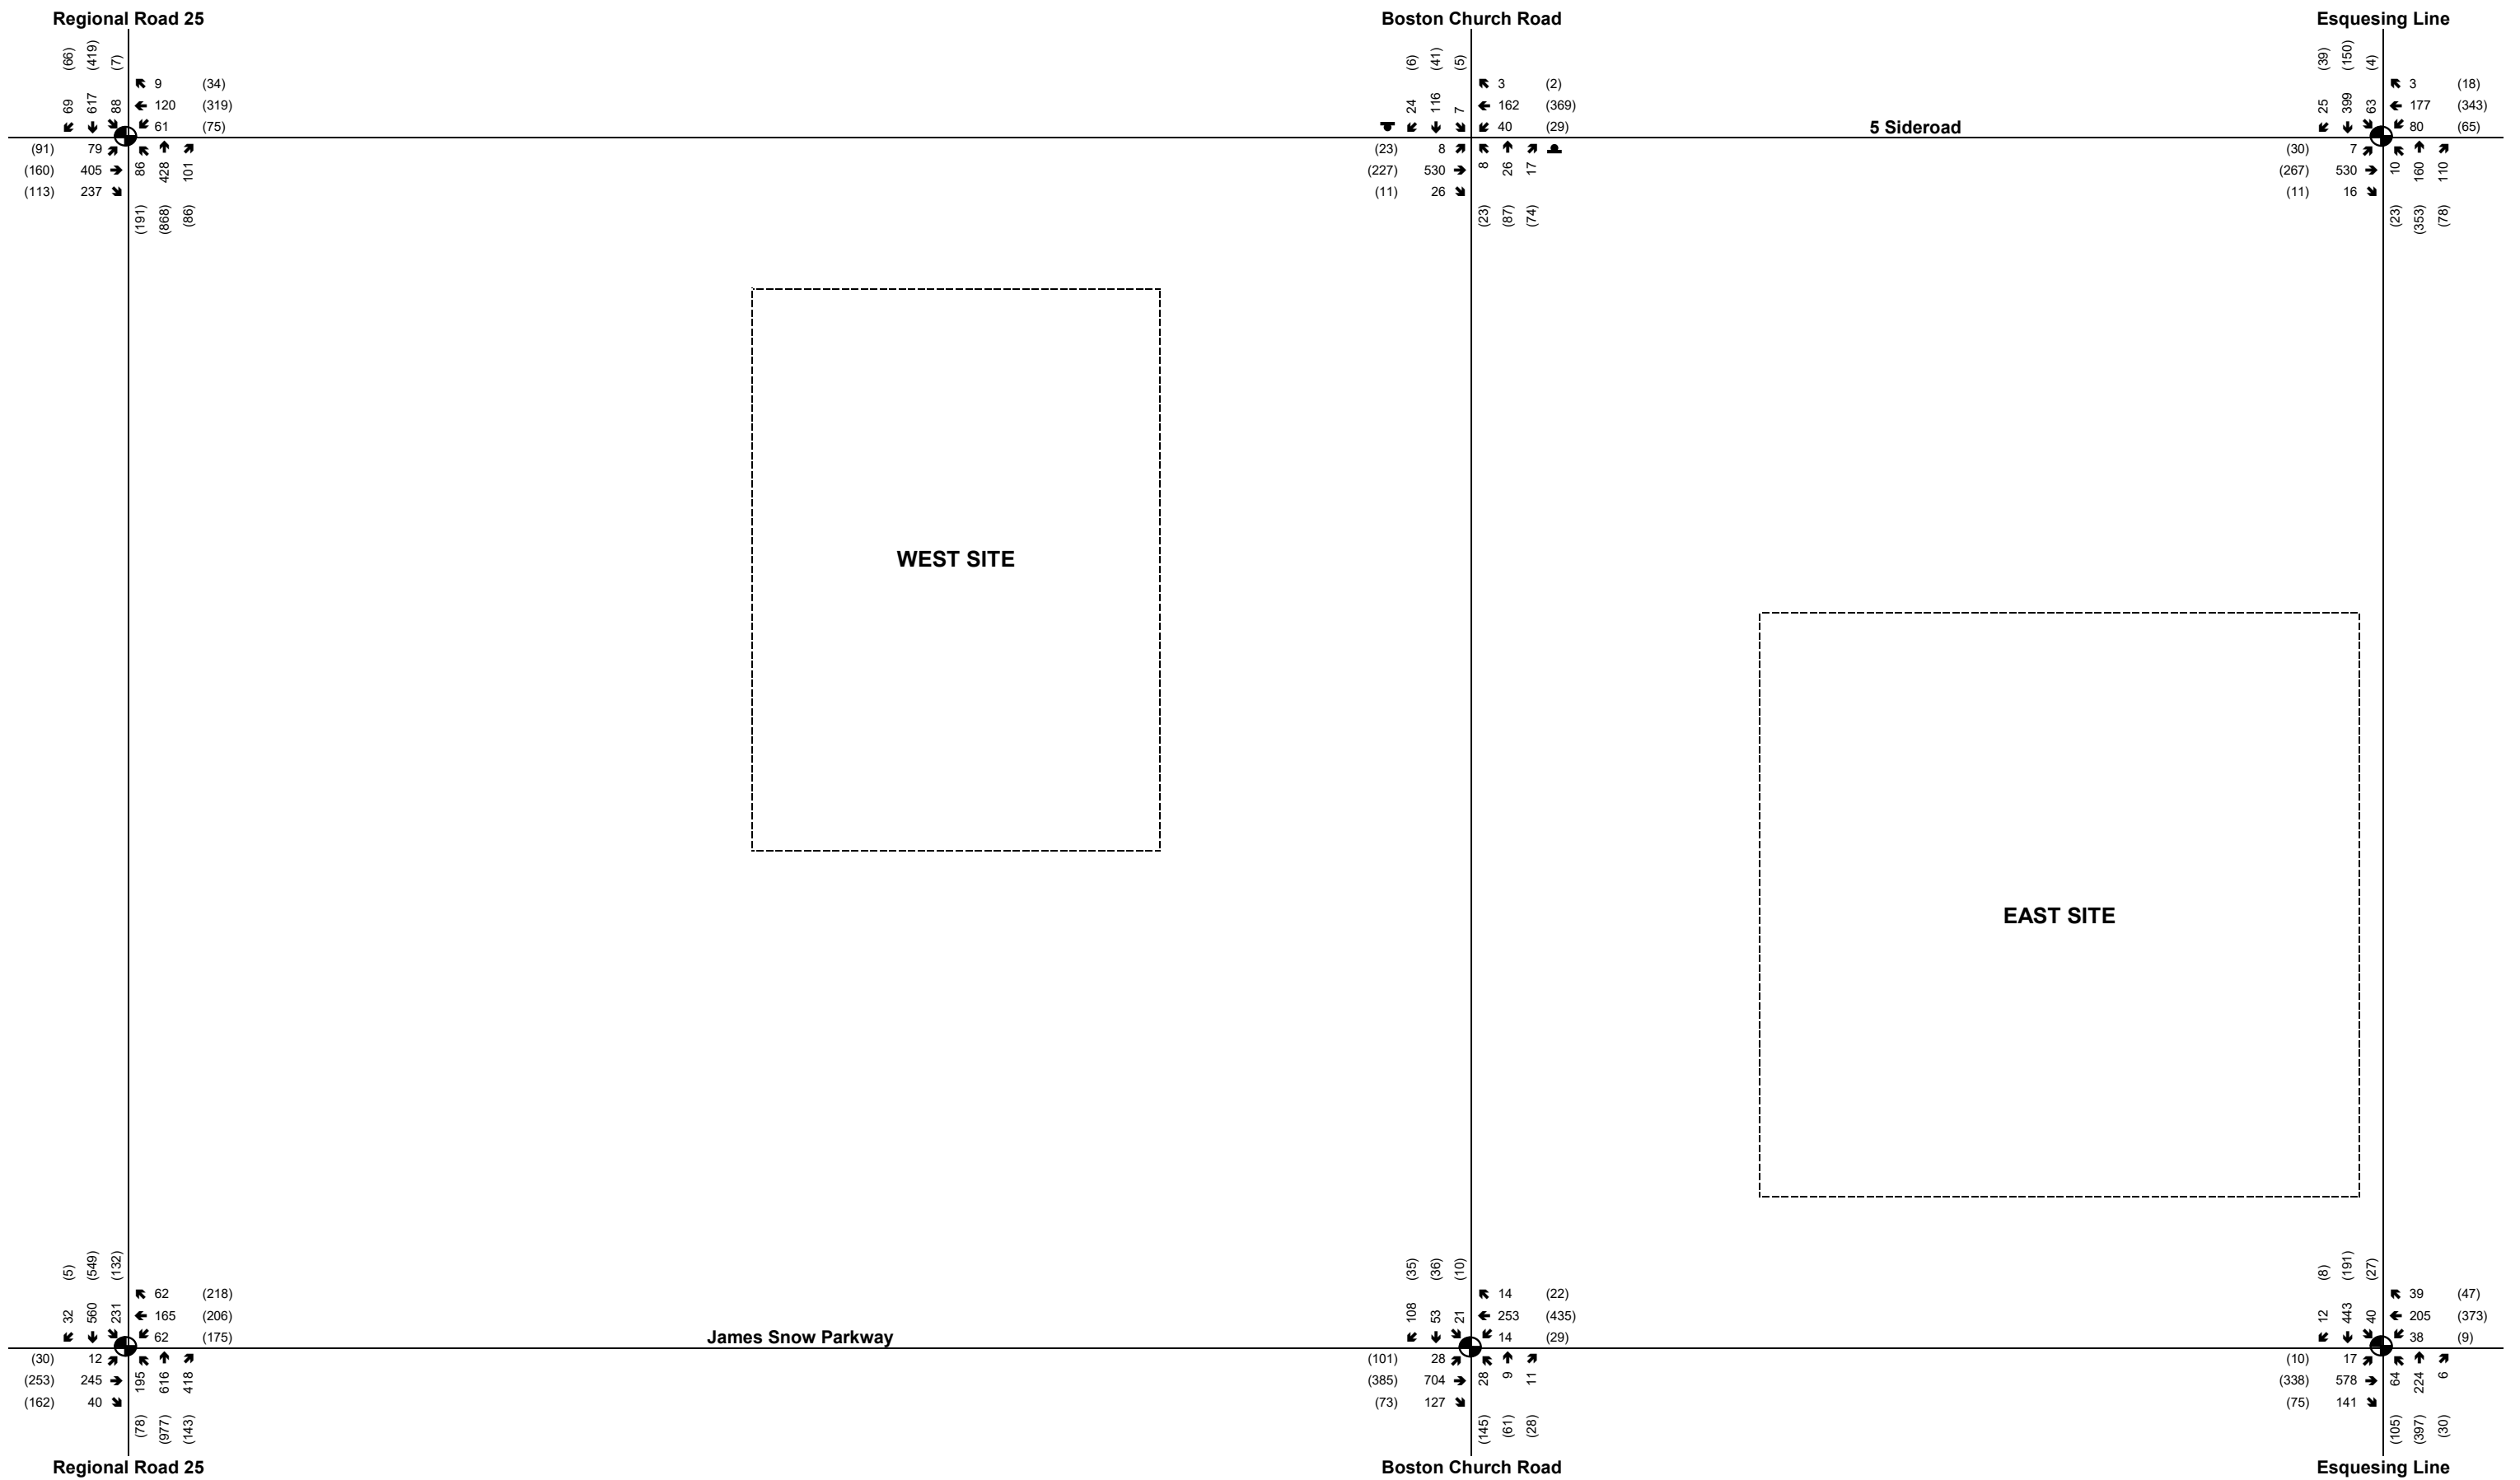 Regional Road 25
Boston Church Road
Esquesing Line
(66) (419) (7)
69 617 88
9 (34)
120 (319)
61 (75)
(91) 79
(160) 405
(113) 237
86 428 101
(191) (868) (86)
(6) (41) (5)
24 116 7
3 (2)
162 (369)
40 (29)
(23) 8
(227) 530
(11) 26
8 26 17
(23) (87) (74)
5 Sideroad
(39) (150) (4)
25 399 63
3 (18)
177 (343)
80 (65)
(30) 7
(267) 530
(11) 16
10 160 110
(23) (353) (78)
WEST SITE
EAST SITE
(5) (549) (132)
32 560 231
62 (218)
165 (206)
62 (175)
(30) 12
(253) 245
(162) 40
195 616 418
(78) (977) (143)
James Snow Parkway
(35) (36) (10)
108 53 21
14 (22)
253 (435)
14 (29)
(101) 28
(385) 704
(73) 127
28 9 11
(145) (61) (28)
(8) (191) (27)
12 443 40
39 (47)
205 (373)
38 (9)
(10) 17
(338) 578
(75) 141
64 224 6
(105) (397) (30)
Regional Road 25
Boston Church Road
Esquesing Line